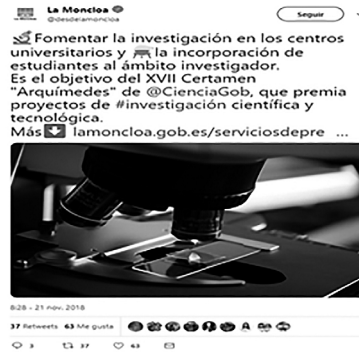 La Moncloa
@desdelamoncloa
Seguir
Fomentar la investigación en los centros
universitarios y la incorporación de
estudiantes al ámbito investigador.
Es el objetivo del XVII Certamen
"Arquímedes" de @CienciaGob, que premia
proyectos de #investigación científica y
tecnológica.
Más lamoncloa.gob.es/serviciosdepre ...
8:28 - 21 nov. 2018
37 Retweets 63 Me gusta
3 37 63